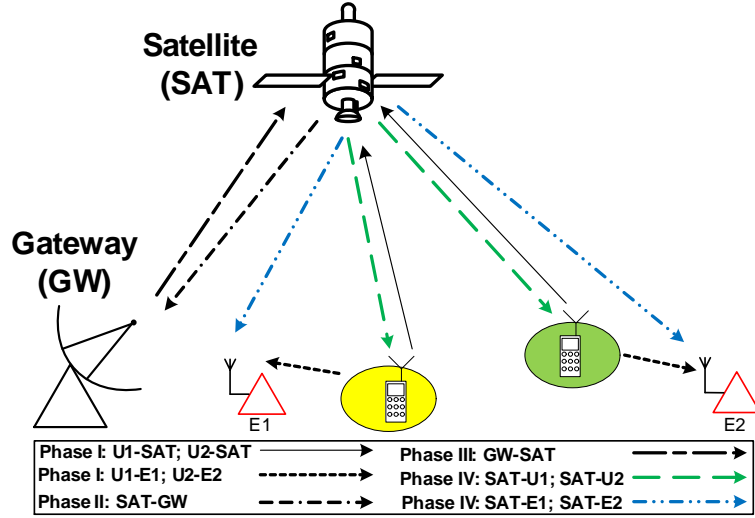 Satellite
(SAT)
Gateway
(GW)
E1
E2
Phase I: U1-SAT; U2-SAT
Phase I: U1-E1; U2-E2
Phase II: SAT-GW
Phase III: GW-SAT
Phase IV: SAT-U1; SAT-U2
Phase IV: SAT-E1; SAT-E2